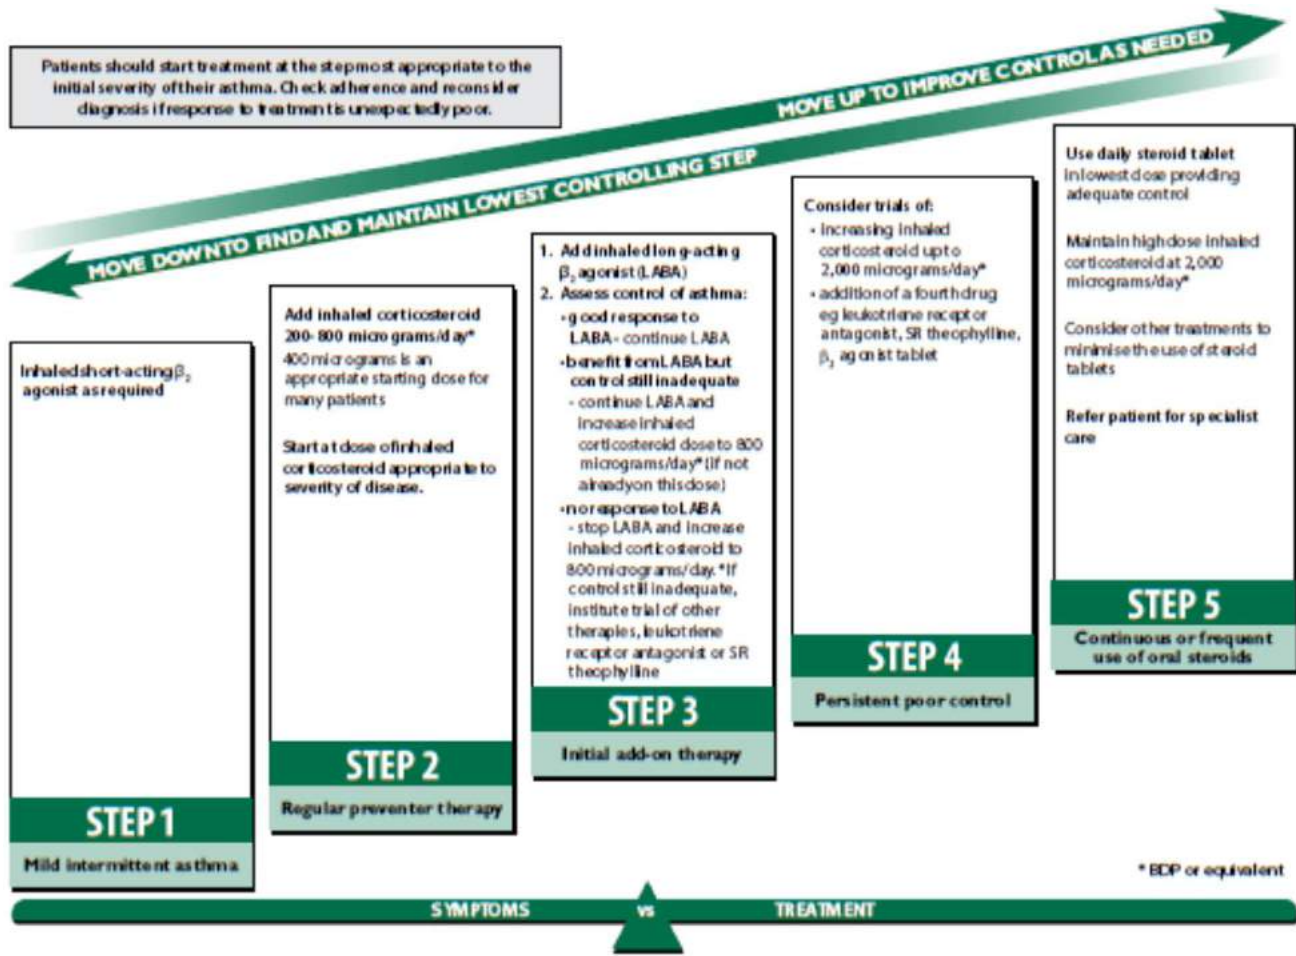 Patients should start treatment at the step most appropriate to the
initial severity of their asthma. Check adherence and reconsider
diagnosis if response to treatment is unexpectedly poor.
MOVE UP TO IMPROVE CONTROL AS NEEDED
MOVE DOWN TO FIND AND MAINTAIN LOWEST CONTROLLING STEP
Inhaled short-acting β₂
agonist as required
STEP 1
Mild intermittent asthma
Add inhaled corticosteroid
200-800 micrograms/day*
400 micrograms is an
appropriate starting dose for
many patients
Start at dose of inhaled
corticosteroid appropriate to
severity of disease.
STEP 2
Regular preventer therapy
1. Add inhaled long-acting
β₂ agonist (LABA)
2. Assess control of asthma:
•good response to
LABA - continue LABA
•benefit from LABA but
control still inadequate
- continue LABA and
increase inhaled
corticosteroid dose to 800
micrograms/day* (if not
already on this dose)
•no response to LABA
- stop LABA and increase
inhaled corticosteroid to
800 micrograms/day.*If
control still inadequate,
institute trial of other
therapies, leukotriene
receptor antagonist or SR
theophylline
STEP 3
Initial add-on therapy
Consider trials of:
• increasing inhaled
corticosteroid up to
2,000 micrograms/day*
• addition of a fourth drug
eg leukotriene receptor
antagonist, SR theophylline,
β₂ agonist tablet
STEP 4
Persistent poor control
Use daily steroid tablet
in lowest dose providing
adequate control
Maintain high dose inhaled
corticosteroid at 2,000
micrograms/day*
Consider other treatments to
minimise the use of steroid
tablets
Refer patient for specialist
care
STEP 5
Continuous or frequent
use of oral steroids
* BDP or equivalent
SYMPTOMS vs TREATMENT